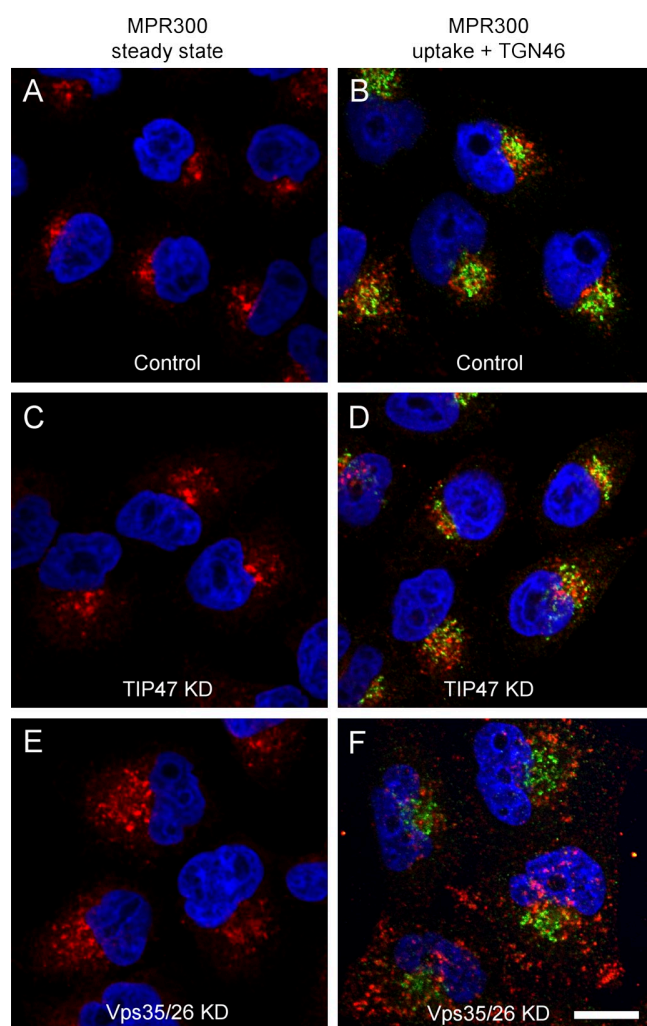 MPR300
steady state
MPR300
uptake + TGN46
A
B
Control
Control
C
D
TIP47 KD
TIP47 KD
E
F
Vps35/26 KD
Vps35/26 KD